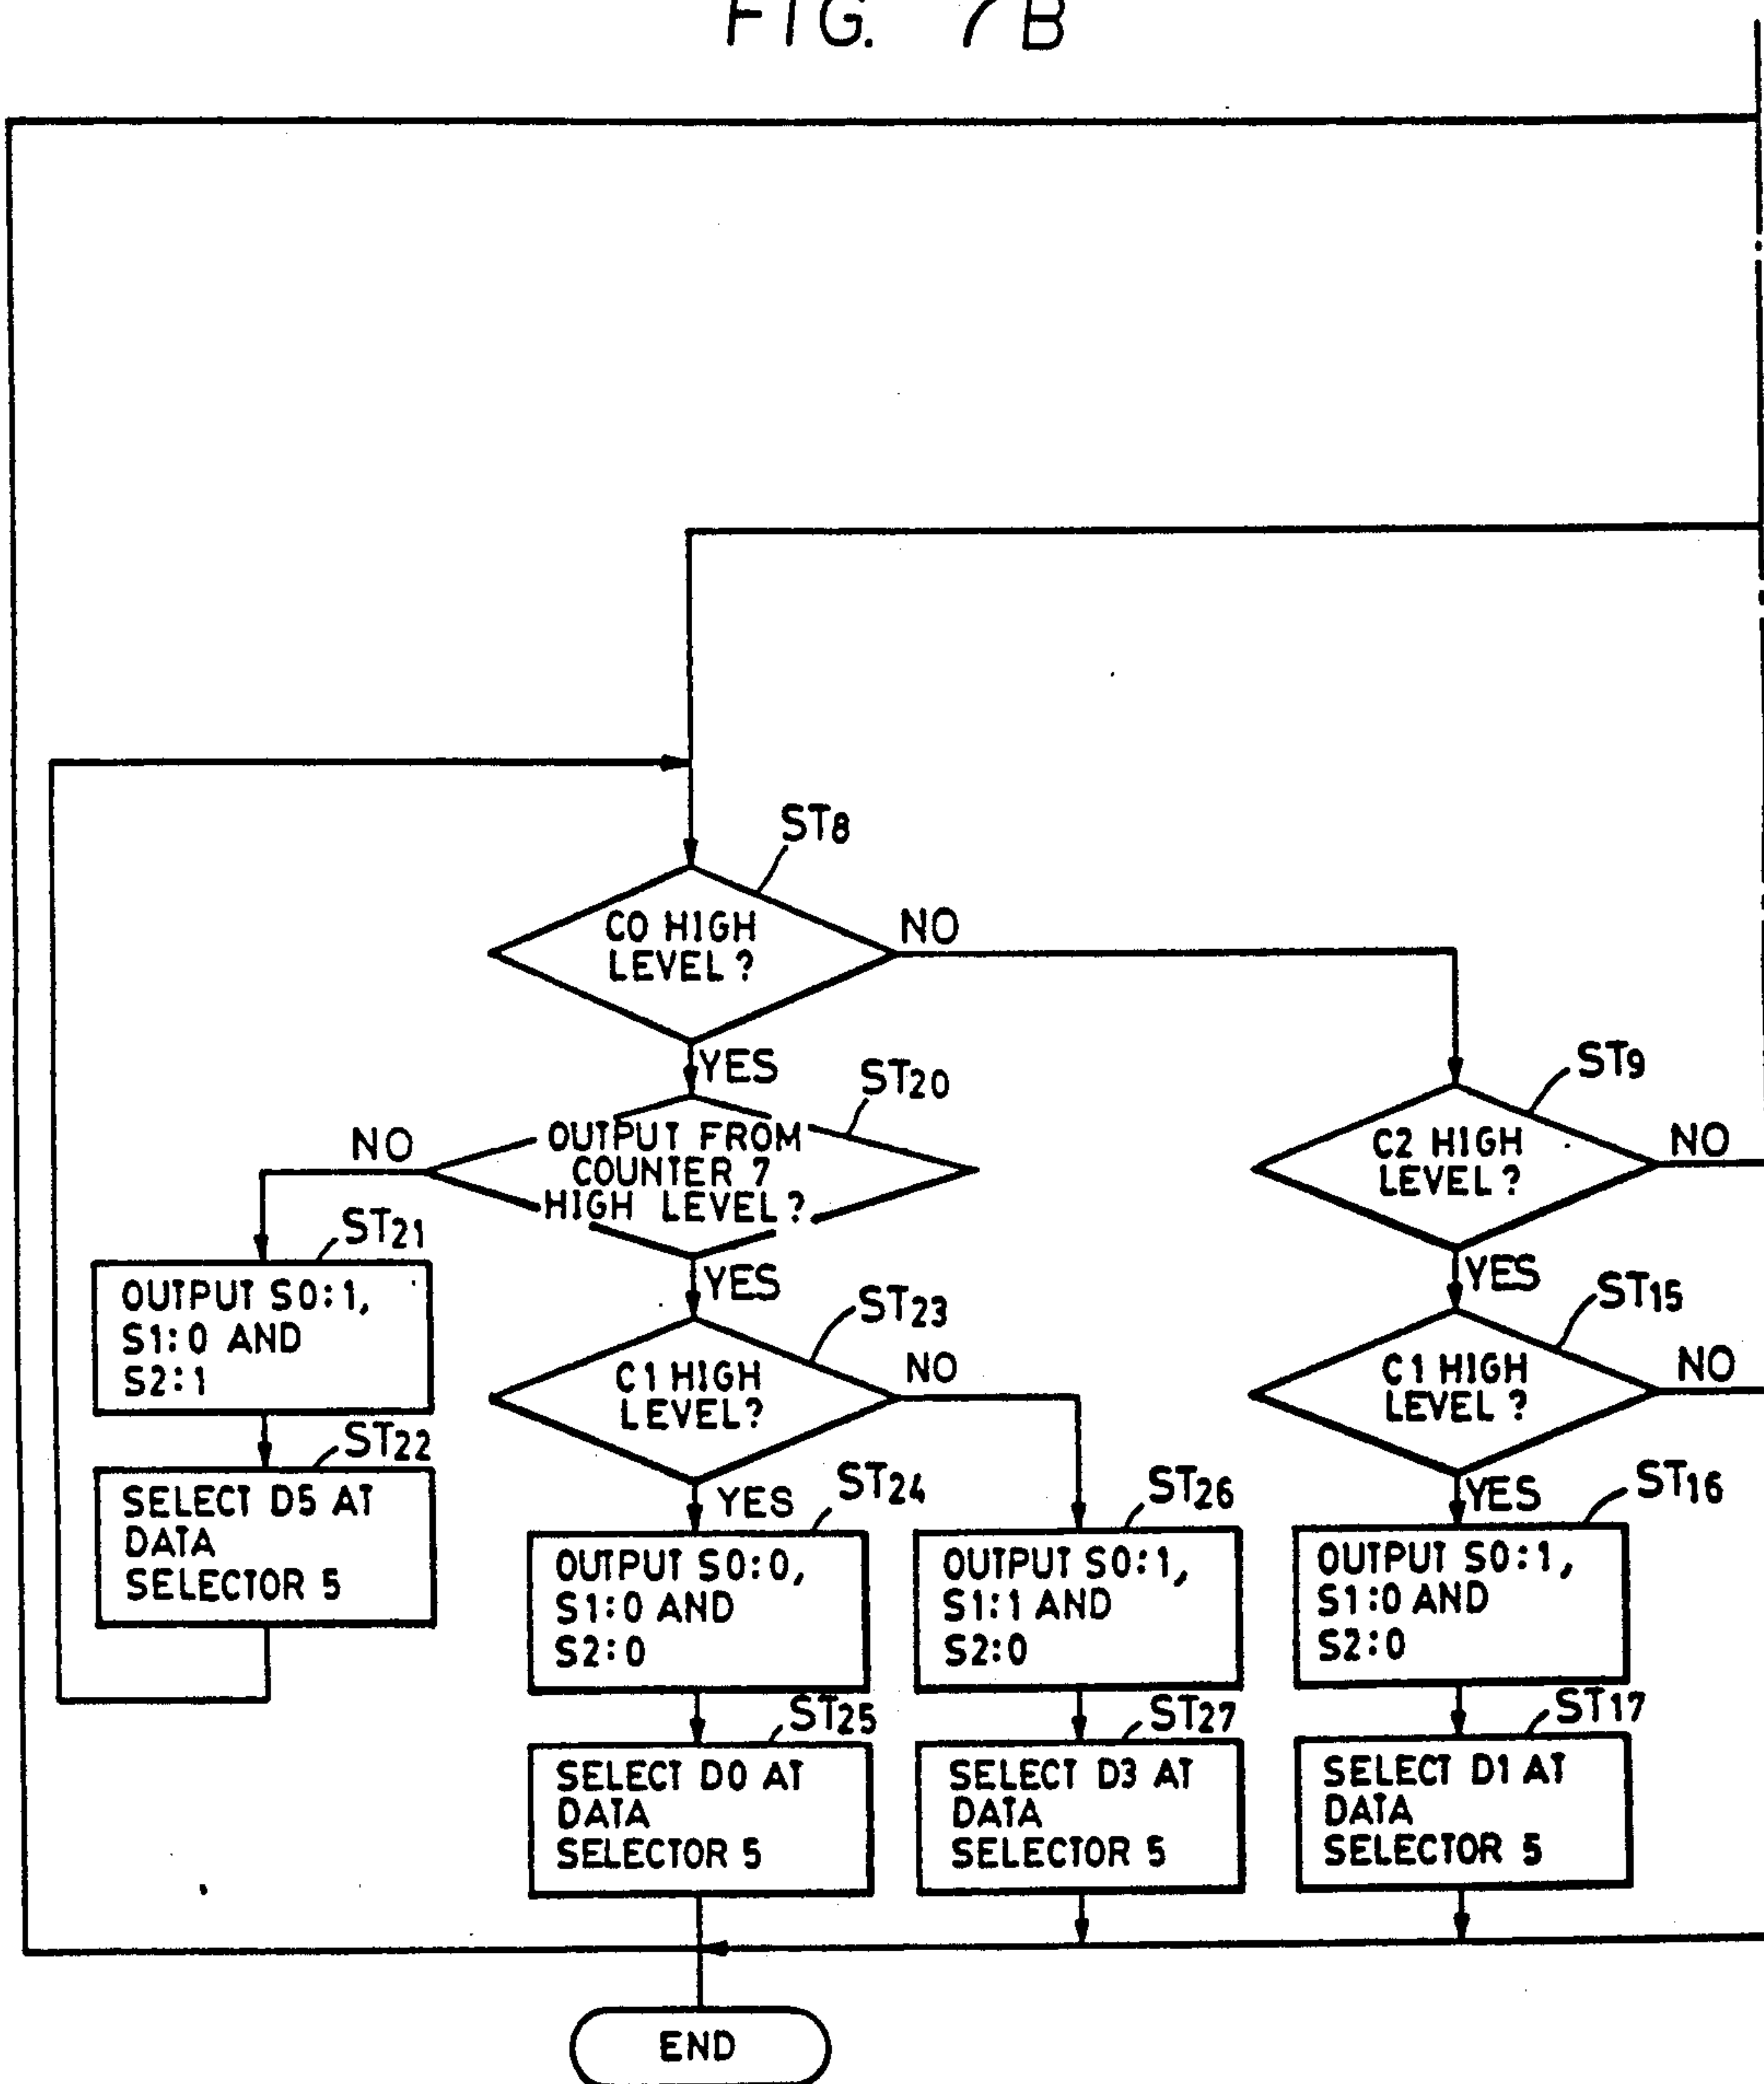 FIG. 7B
ST8
C0 HIGH
LEVEL ?
NO
YES
ST20
OUTPUT FROM
COUNTER 7
HIGH LEVEL ?
NO
YES
ST21
OUTPUT S0:1,
S1:0 AND
S2:1
ST22
SELECT D5 AT
DATA
SELECTOR 5
ST23
C1 HIGH
LEVEL?
NO
YES
ST24
OUTPUT S0:0,
S1:0 AND
S2:0
ST25
SELECT D0 AT
DATA
SELECTOR 5
ST26
OUTPUT S0:1,
S1:1 AND
S2:0
ST27
SELECT D3 AT
DATA
SELECTOR 5
ST9
C2 HIGH
LEVEL ?
NO
YES
ST15
C1 HIGH
LEVEL ?
NO
YES
ST16
OUTPUT S0:1,
S1:0 AND
S2:0
ST17
SELECT D1 AT
DATA
SELECTOR 5
END